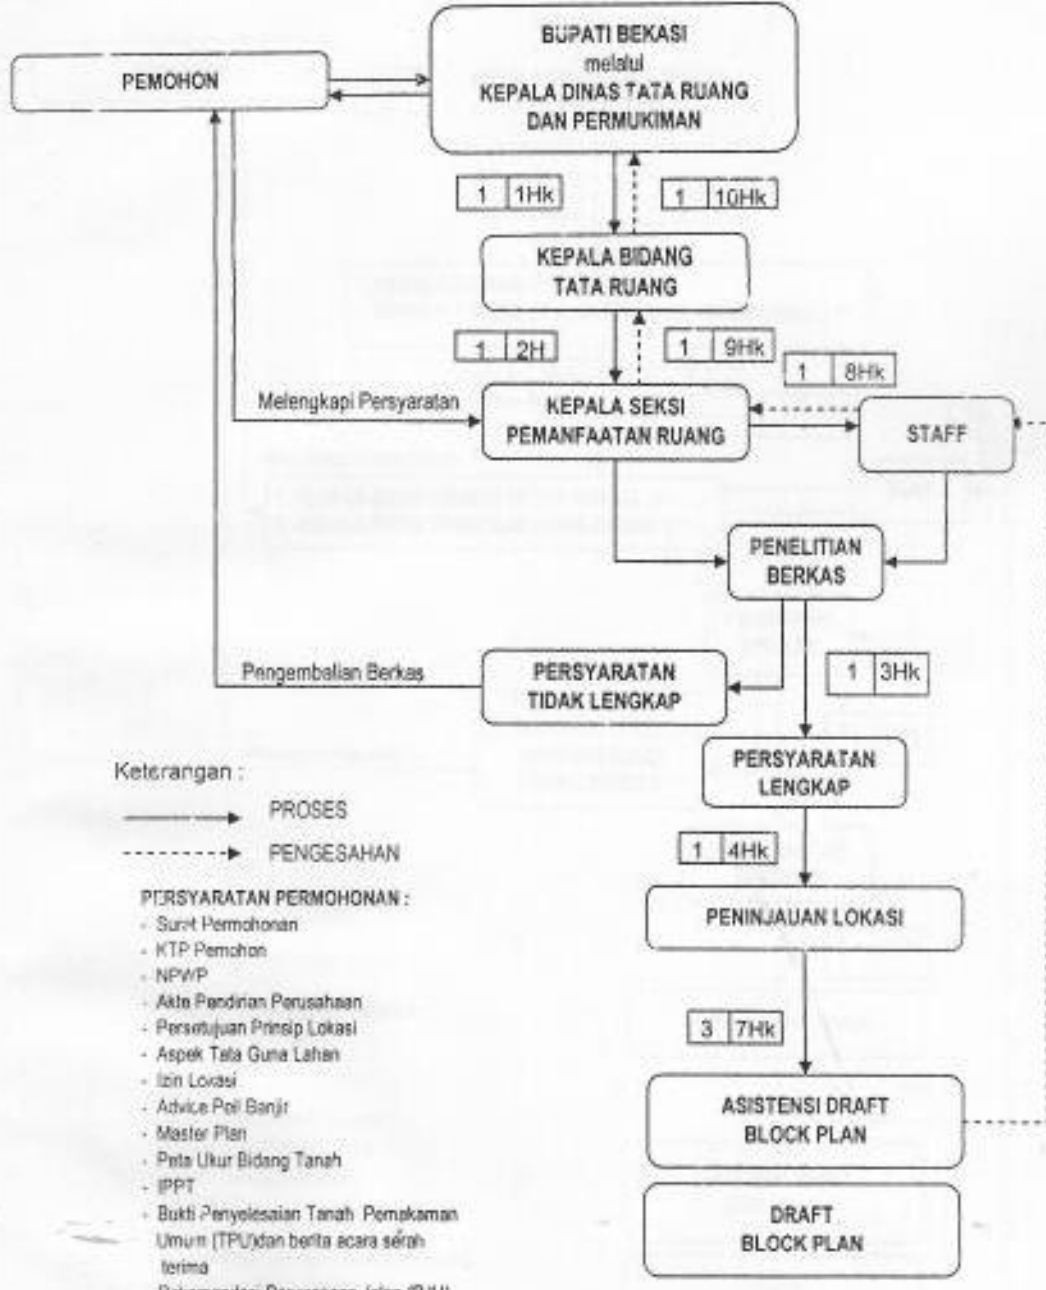 BUPATI BEKASI
melalui
KEPALA DINAS TATA RUANG
DAN PERMUKIMAN
PEMOHON
1 1Hk
1 10Hk
KEPALA BIDANG
TATA RUANG
1 2H
1 9Hk
1 8Hk
Melengkapi Persyaratan
KEPALA SEKSI
PEMANFAATAN RUANG
STAFF
PENELITIAN
BERKAS
Pengembalian Berkas
PERSYARATAN
TIDAK LENGKAP
1 3Hk
PERSYARATAN
LENGKAP
Keterangan :
PROSES
PENGESAHAN
1 4Hk
PENINJAUAN LOKASI
3 7Hk
ASISTENSI DRAFT
BLOCK PLAN
DRAFT
BLOCK PLAN
PERSYARATAN PERMOHONAN :
- Surat Permohonan
- KTP Pemohon
- NPWP
- Akte Pendirian Perusahaan
- Persetujuan Prinsip Lokasi
- Aspek Tata Guna Lahan
- Izin Lokasi
- Advice Peil Banjir
- Master Plan
- Peta Ukur Bidang Tanah
- IPPT
- Bukti Penyelesaian Tanah Pemakaman
Umum (TPU)dan berita acara serah
terima